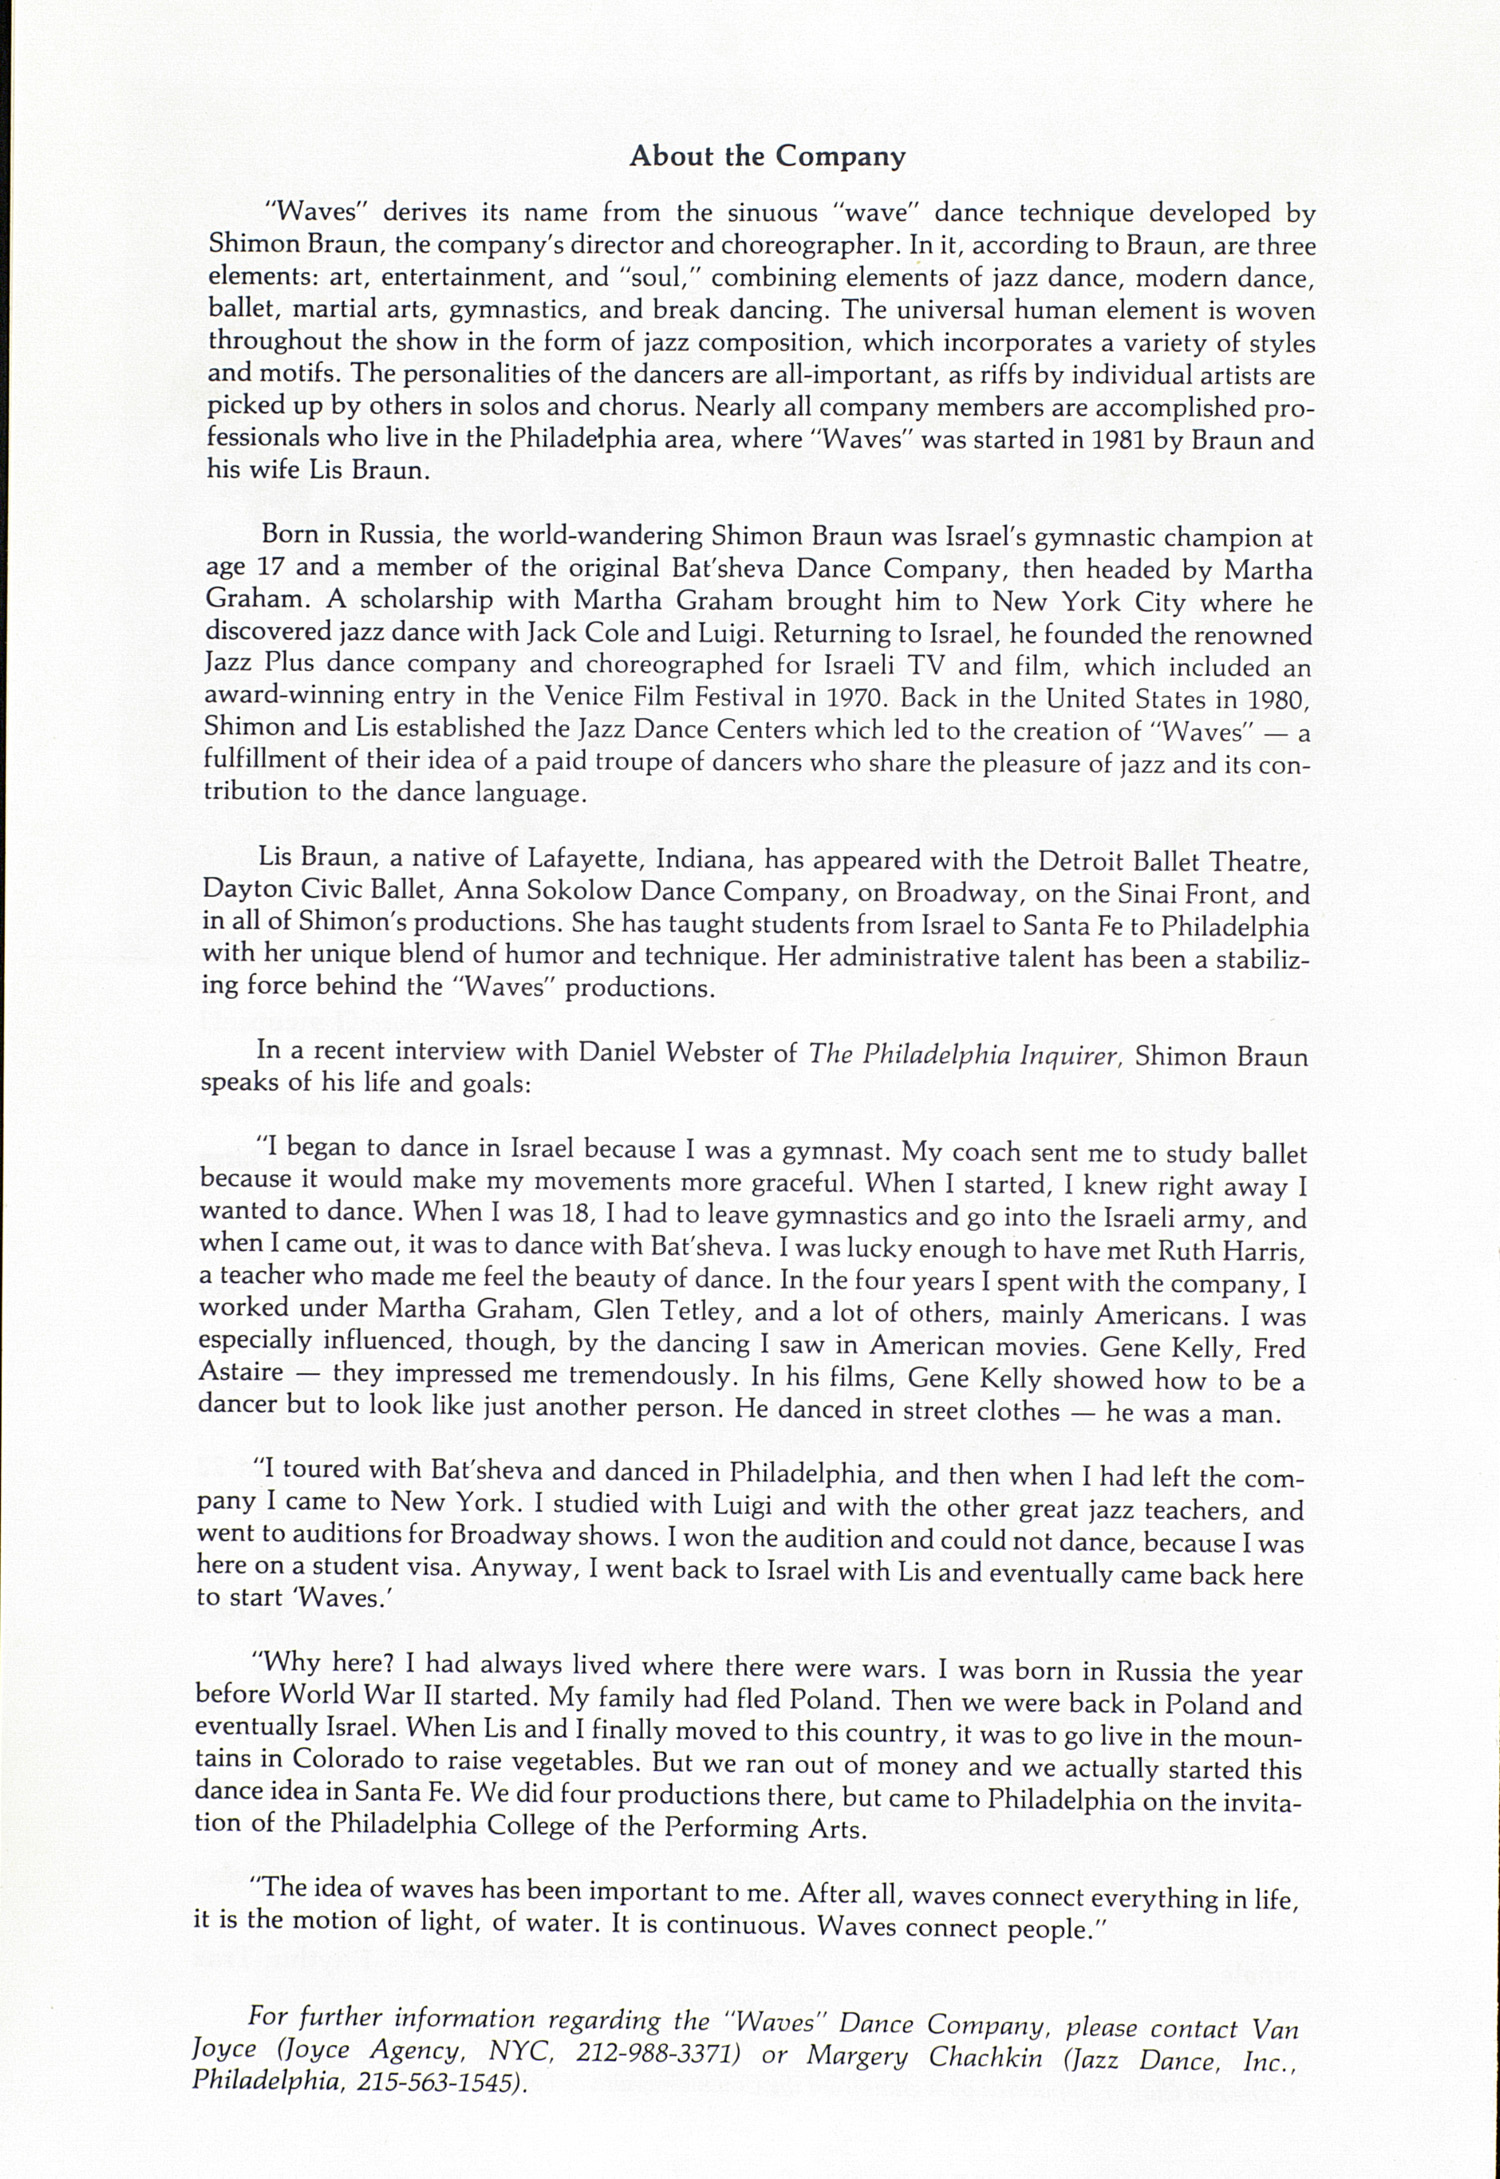 About the Company
"Waves" derives its name from the sinuous "wave" dance technique developed by
Shimon Braun, the company's director and choreographer. In it, according to Braun, are three
elements: art, entertainment, and "soul," combining elements of jazz dance, modern dance,
ballet, martial arts, gymnastics, and break dancing. The universal human element is woven
throughout the show in the form of jazz composition, which incorporates a variety of styles
and motifs. The personalities of the dancers are all-important, as riffs by individual artists are
picked up by others in solos and chorus. Nearly all company members are accomplished pro-
fessionals who live in the Philadelphia area, where "Waves" was started in 1981 by Braun and
his wife Lis Braun.
Born in Russia, the world-wandering Shimon Braun was Israel's gymnastic champion at
age 17 and a member of the original Bat'sheva Dance Company, then headed by Martha
Graham. A scholarship with Martha Graham brought him to New York City where he
discovered jazz dance with Jack Cole and Luigi. Returning to Israel, he founded the renowned
Jazz Plus dance company and choreographed for Israeli TV and film, which included an
award-winning entry in the Venice Film Festival in 1970. Back in the United States in 1980,
Shimon and Lis established the Jazz Dance Centers which led to the creation of "Waves" — a
fulfillment of their idea of a paid troupe of dancers who share the pleasure of jazz and its con-
tribution to the dance language.
Lis Braun, a native of Lafayette, Indiana, has appeared with the Detroit Ballet Theatre,
Dayton Civic Ballet, Anna Sokolow Dance Company, on Broadway, on the Sinai Front, and
in all of Shimon's productions. She has taught students from Israel to Santa Fe to Philadelphia
with her unique blend of humor and technique. Her administrative talent has been a stabiliz-
ing force behind the "Waves" productions.
In a recent interview with Daniel Webster of The Philadelphia Inquirer, Shimon Braun
speaks of his life and goals:
"I began to dance in Israel because I was a gymnast. My coach sent me to study ballet
because it would make my movements more graceful. When I started, I knew right away I
wanted to dance. When I was 18, I had to leave gymnastics and go into the Israeli army, and
when I came out, it was to dance with Bat'sheva. I was lucky enough to have met Ruth Harris,
a teacher who made me feel the beauty of dance. In the four years I spent with the company, I
worked under Martha Graham, Glen Tetley, and a lot of others, mainly Americans. I was
especially influenced, though, by the dancing I saw in American movies. Gene Kelly, Fred
Astaire — they impressed me tremendously. In his films, Gene Kelly showed how to be a
dancer but to look like just another person. He danced in street clothes — he was a man.
"I toured with Bat'sheva and danced in Philadelphia, and then when I had left the com-
pany I came to New York. I studied with Luigi and with the other great jazz teachers, and
went to auditions for Broadway shows. I won the audition and could not dance, because I was
here on a student visa. Anyway, I went back to Israel with Lis and eventually came back here
to start 'Waves.'
"Why here? I had always lived where there were wars. I was born in Russia the year
before World War II started. My family had fled Poland. Then we were back in Poland and
eventually Israel. When Lis and I finally moved to this country, it was to go live in the moun-
tains in Colorado to raise vegetables. But we ran out of money and we actually started this
dance idea in Santa Fe. We did four productions there, but came to Philadelphia on the invita-
tion of the Philadelphia College of the Performing Arts.
"The idea of waves has been important to me. After all, waves connect everything in life,
it is the motion of light, of water. It is continuous. Waves connect people."
For further information regarding the "Waves" Dance Company, please contact Van
Joyce (Joyce Agency, NYC, 212-988-3371) or Margery Chachkin (Jazz Dance, Inc.,
Philadelphia, 215-563-1545).